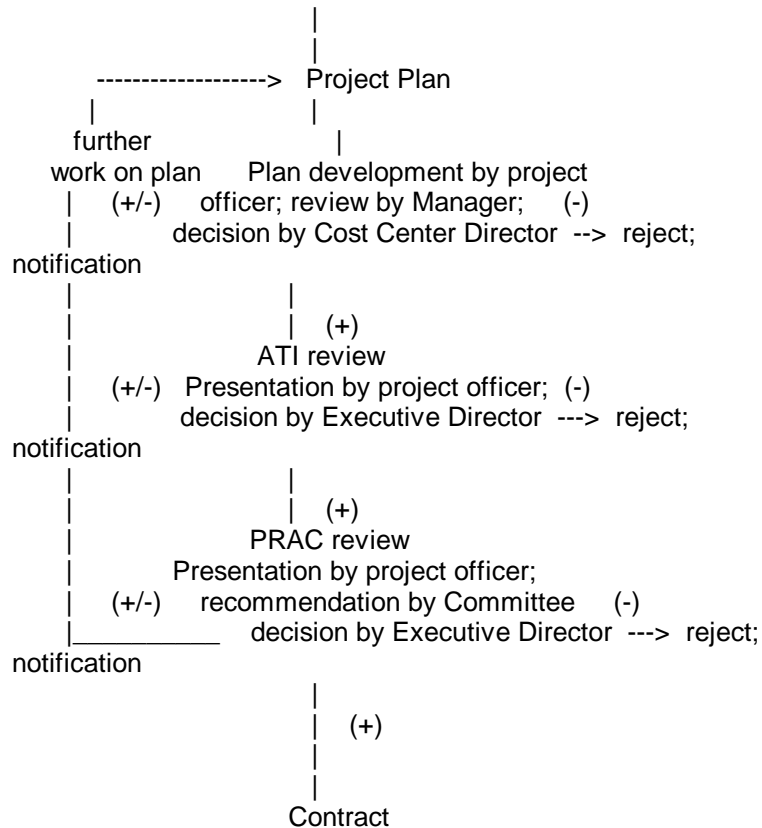 |
|
-------------------> Project Plan
| |
further |
work on plan Plan development by project
| (+/-) officer; review by Manager; (-)
| decision by Cost Center Director --> reject;
notification
| |
| | (+)
| ATI review
| (+/-) Presentation by project officer; (-)
| decision by Executive Director ---> reject;
notification
| |
| | (+)
| PRAC review
| Presentation by project officer;
| (+/-) recommendation by Committee (-)
|___________ decision by Executive Director ---> reject;
notification
|
| (+)
|
|
Contract